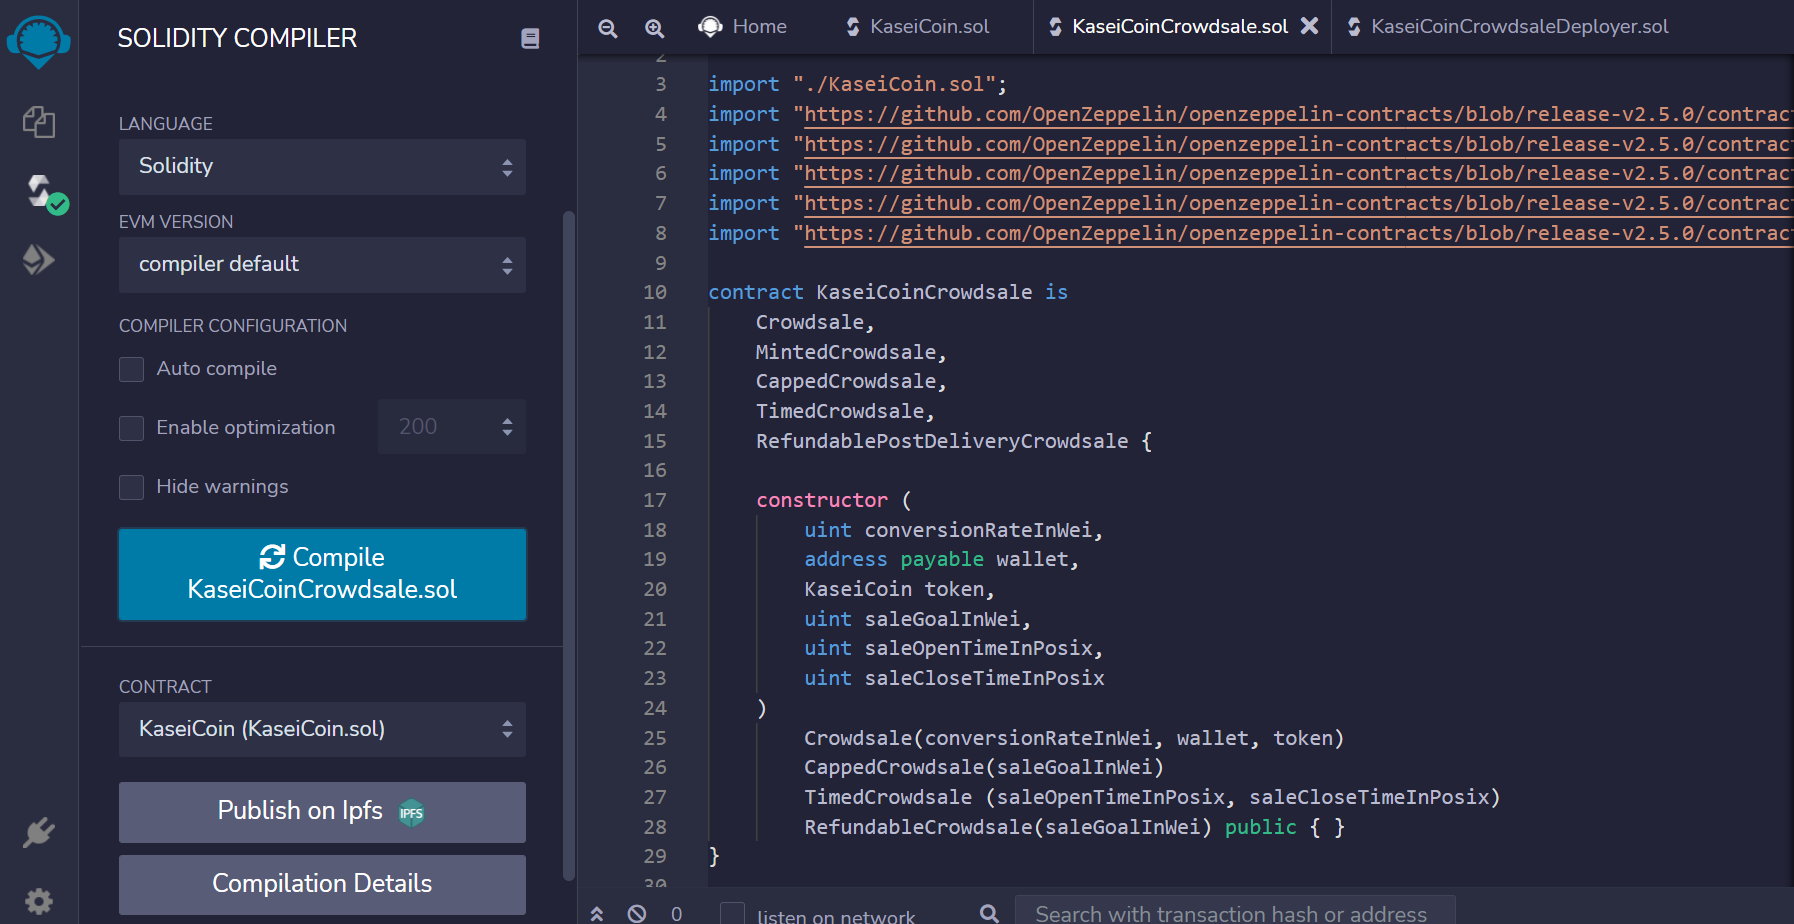 SOLIDITY COMPILER
LANGUAGE
Solidity
EVM VERSION
compiler default
COMPILER CONFIGURATION
Auto compile
Enable optimization
200
Hide warnings
Compile
KaseiCoinCrowdsale.sol
CONTRACT
KaseiCoin (KaseiCoin.sol)
Publish on Ipfs IPFS
Compilation Details
Home
KaseiCoin.sol
KaseiCoinCrowdsale.sol
KaseiCoinCrowdsaleDeployer.sol
2
3 import "./KaseiCoin.sol";
4 import "https://github.com/OpenZeppelin/openzeppelin-contracts/blob/release-v2.5.0/contrac
5 import "https://github.com/OpenZeppelin/openzeppelin-contracts/blob/release-v2.5.0/contrac
6 import "https://github.com/OpenZeppelin/openzeppelin-contracts/blob/release-v2.5.0/contrac
7 import "https://github.com/OpenZeppelin/openzeppelin-contracts/blob/release-v2.5.0/contrac
8 import "https://github.com/OpenZeppelin/openzeppelin-contracts/blob/release-v2.5.0/contrac
9
10 contract KaseiCoinCrowdsale is
11 Crowdsale,
12 MintedCrowdsale,
13 CappedCrowdsale,
14 TimedCrowdsale,
15 RefundablePostDeliveryCrowdsale {
16
17 constructor (
18 uint conversionRateInWei,
19 address payable wallet,
20 KaseiCoin token,
21 uint saleGoalInWei,
22 uint saleOpenTimeInPosix,
23 uint saleCloseTimeInPosix
24 )
25 Crowdsale(conversionRateInWei, wallet, token)
26 CappedCrowdsale(saleGoalInWei)
27 TimedCrowdsale (saleOpenTimeInPosix, saleCloseTimeInPosix)
28 RefundableCrowdsale(saleGoalInWei) public { }
29 }
30
0
listen on network
Search with transaction hash or address